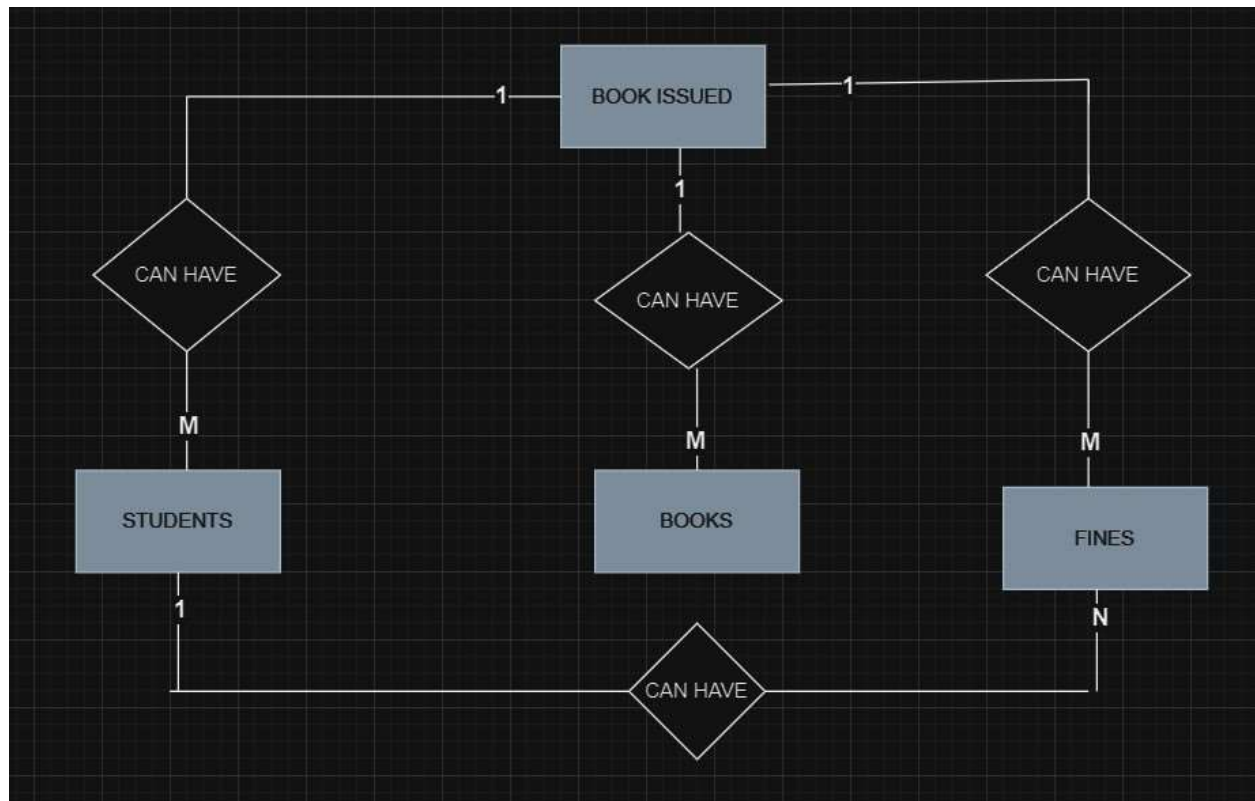 BOOK ISSUED
1
1
1
CAN HAVE
CAN HAVE
CAN HAVE
M
M
M
STUDENTS
BOOKS
FINES
1
N
CAN HAVE